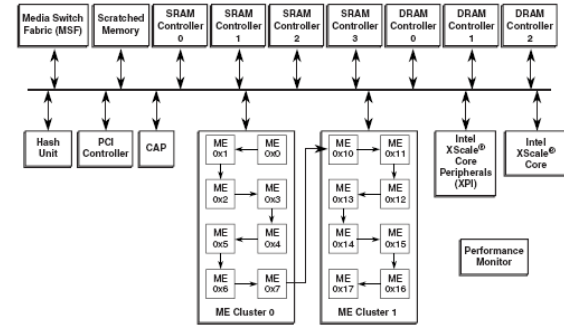 Media Switch
Fabric (MSF)
Scratched
Memory
SRAM
Controller
0
SRAM
Controller
1
SRAM
Controller
2
SRAM
Controller
3
DRAM
Controller
0
DRAM
Controller
1
DRAM
Controller
2
Hash
Unit
PCI
Controller
CAP
ME
0x1
ME
0x0
ME
0x2
ME
0x3
ME
0x5
ME
0x4
ME
0x6
ME
0x7
ME Cluster 0
ME
0x10
ME
0x11
ME
0x13
ME
0x12
ME
0x14
ME
0x15
ME
0x17
ME
0x16
ME Cluster 1
Intel
XScale®
Core
Peripherals
(XPI)
Intel
XScale®
Core
Performance
Monitor